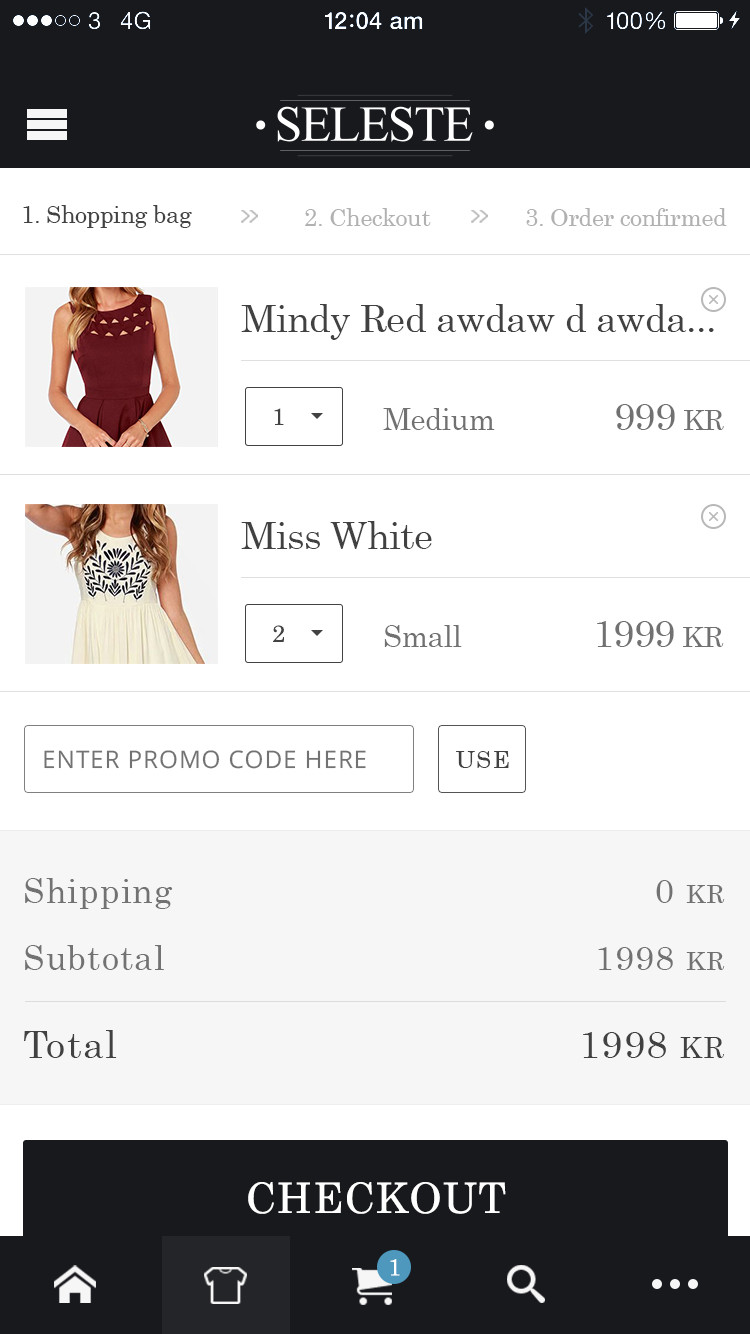 3 4G 12:04 am 100%
• SELESTE •
1. Shopping bag >> 2. Checkout >> 3. Order confirmed
Mindy Red awdaw d awda...
1 Medium 999 KR
Miss White
2 Small 1999 KR
ENTER PROMO CODE HERE USE
Shipping 0 KR
Subtotal 1998 KR
Total 1998 KR
CHECKOUT
1